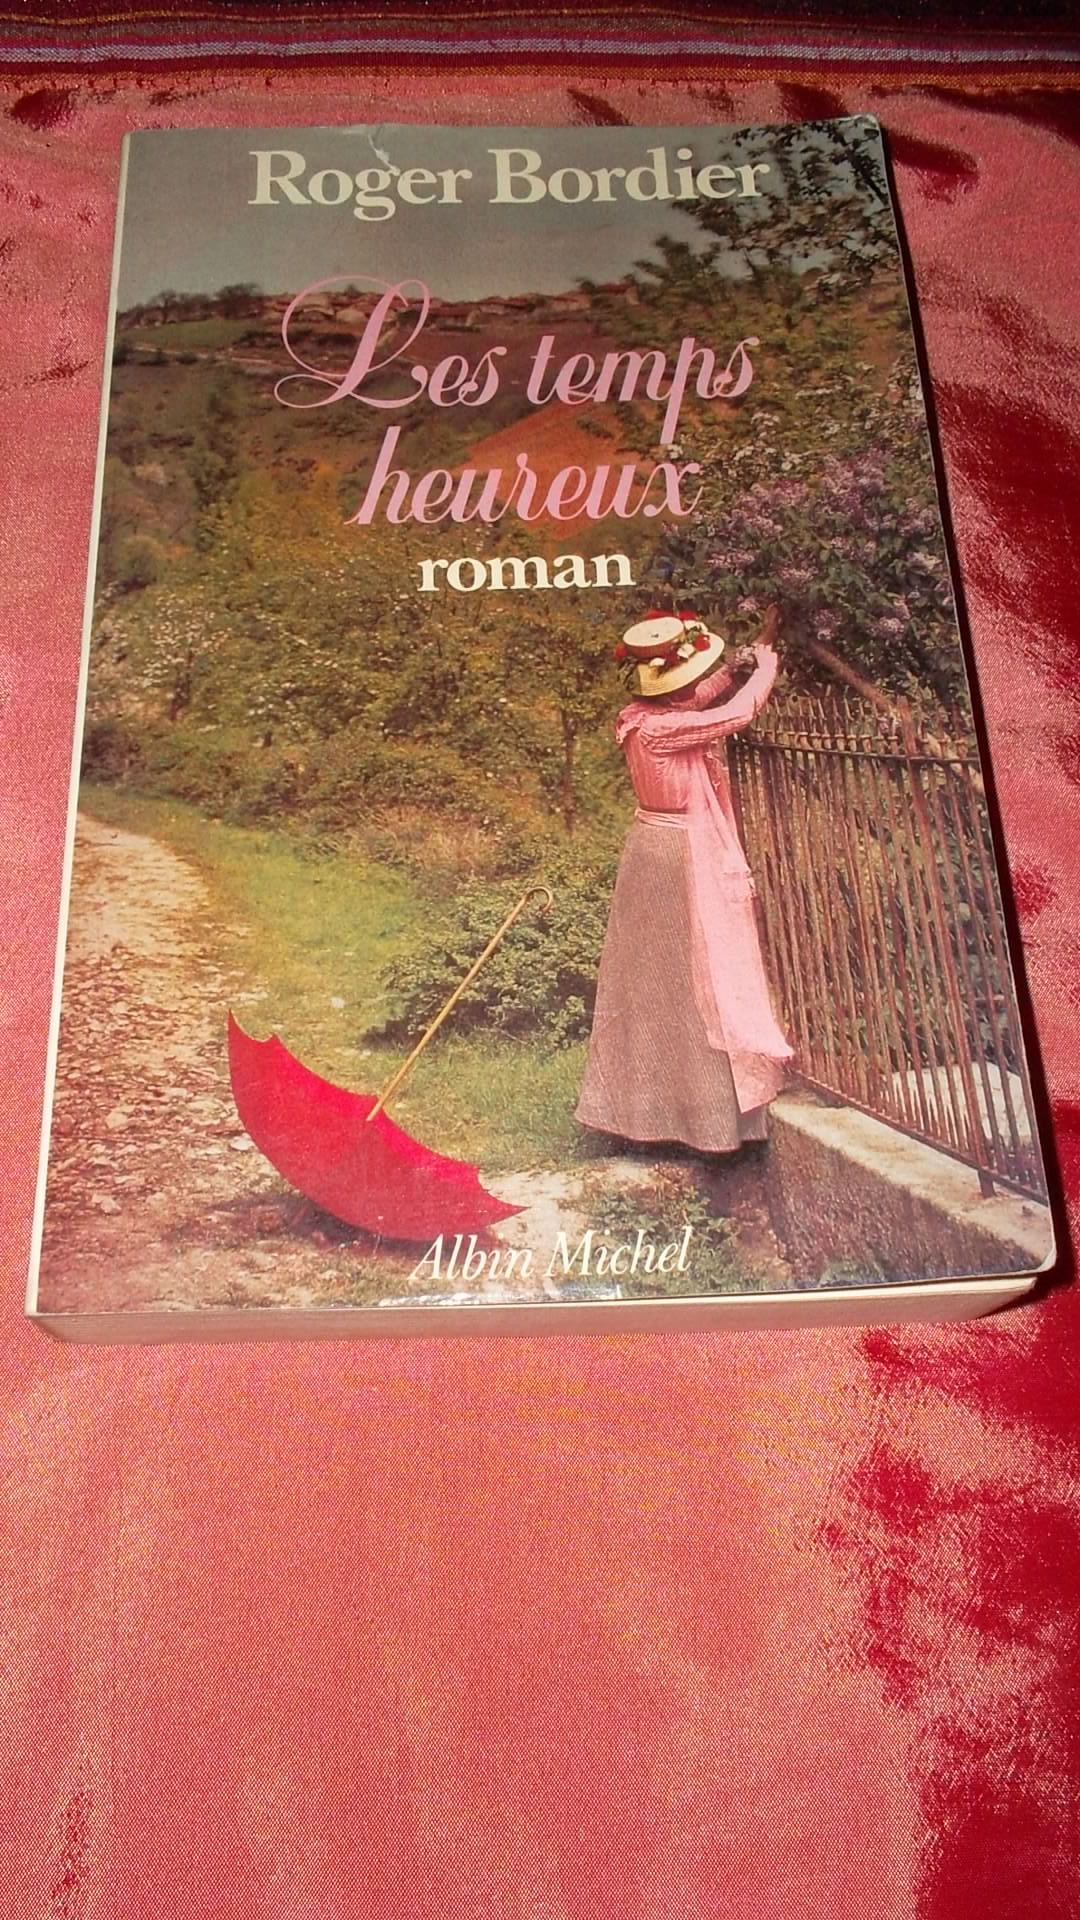 Roger Bordier
Les temps
heureux
roman
Albin Michel